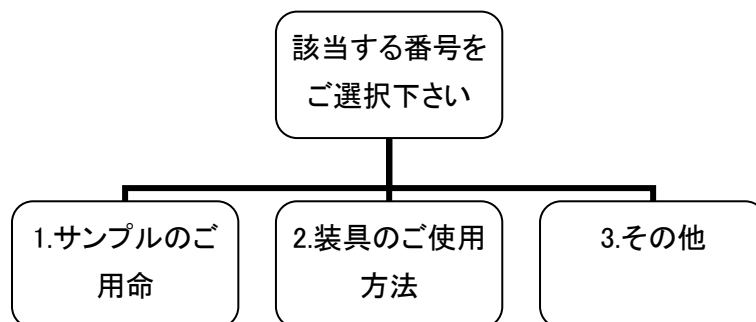 該当する番号を
ご選択下さい
1.サンプルのご
用命
2.装具のご使用
方法
3.その他